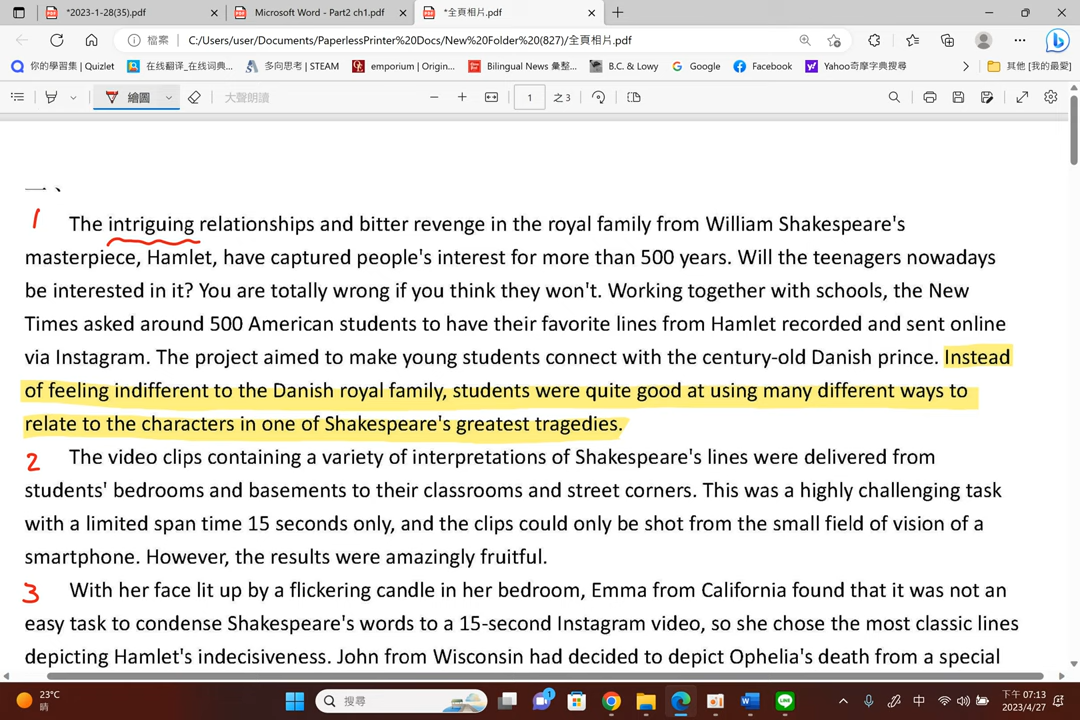 *2023-1-28(35).pdf
Microsoft Word - Part2 ch1.pdf
*全頁相片.pdf
檔案
C:/Users/user/Documents/PaperlessPrinter%20Docs/New%20Folder%20(827)/全頁相片.pdf
你的學習集 | Quizlet
在线翻译_在线词典...
多向思考 | STEAM
emporium | Origin...
Bilingual News 彙整...
B.C. & Lowy
Google
Facebook
Yahoo奇摩字典搜尋
其他 [我的最愛]
繪圖
大聲朗讀
1
之 3
二、
1 The intriguing relationships and bitter revenge in the royal family from William Shakespeare's
masterpiece, Hamlet, have captured people's interest for more than 500 years. Will the teenagers nowadays
be interested in it? You are totally wrong if you think they won't. Working together with schools, the New
Times asked around 500 American students to have their favorite lines from Hamlet recorded and sent online
via Instagram. The project aimed to make young students connect with the century-old Danish prince. Instead
of feeling indifferent to the Danish royal family, students were quite good at using many different ways to
relate to the characters in one of Shakespeare's greatest tragedies.
2 The video clips containing a variety of interpretations of Shakespeare's lines were delivered from
students' bedrooms and basements to their classrooms and street corners. This was a highly challenging task
with a limited span time 15 seconds only, and the clips could only be shot from the small field of vision of a
smartphone. However, the results were amazingly fruitful.
3 With her face lit up by a flickering candle in her bedroom, Emma from California found that it was not an
easy task to condense Shakespeare's words to a 15-second Instagram video, so she chose the most classic lines
depicting Hamlet's indecisiveness. John from Wisconsin had decided to depict Ophelia's death from a special
23°C
晴
搜尋
1
中
下午 07:13
2023/4/27